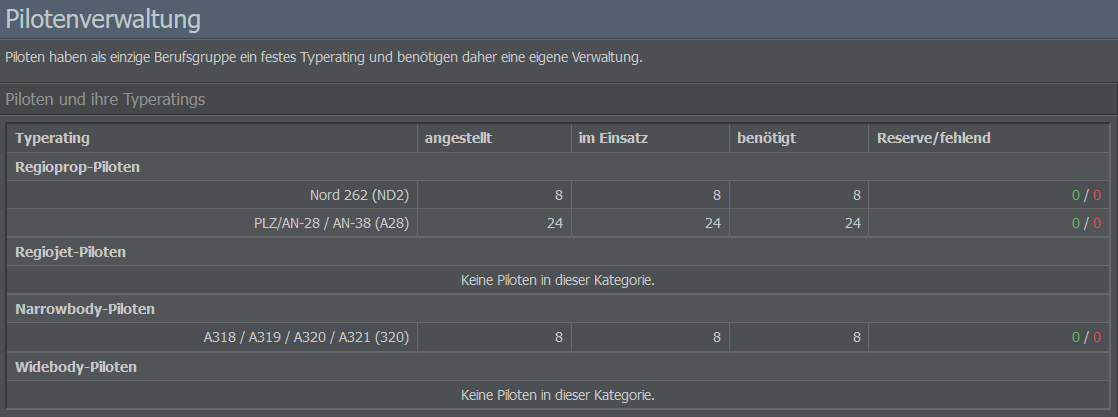 Pilotenverwaltung
Piloten haben als einzige Berufsgruppe ein festes Typerating und benötigen daher eine eigene Verwaltung.
Piloten und ihre Typeratings
Typerating angestellt im Einsatz benötigt Reserve/fehlend
Regioprop-Piloten
Nord 262 (ND2) 8 8 8 0 / 0
PLZ/AN-28 / AN-38 (A28) 24 24 24 0 / 0
Regiojet-Piloten
Keine Piloten in dieser Kategorie.
Narrowbody-Piloten
A318 / A319 / A320 / A321 (320) 8 8 8 0 / 0
Widebody-Piloten
Keine Piloten in dieser Kategorie.